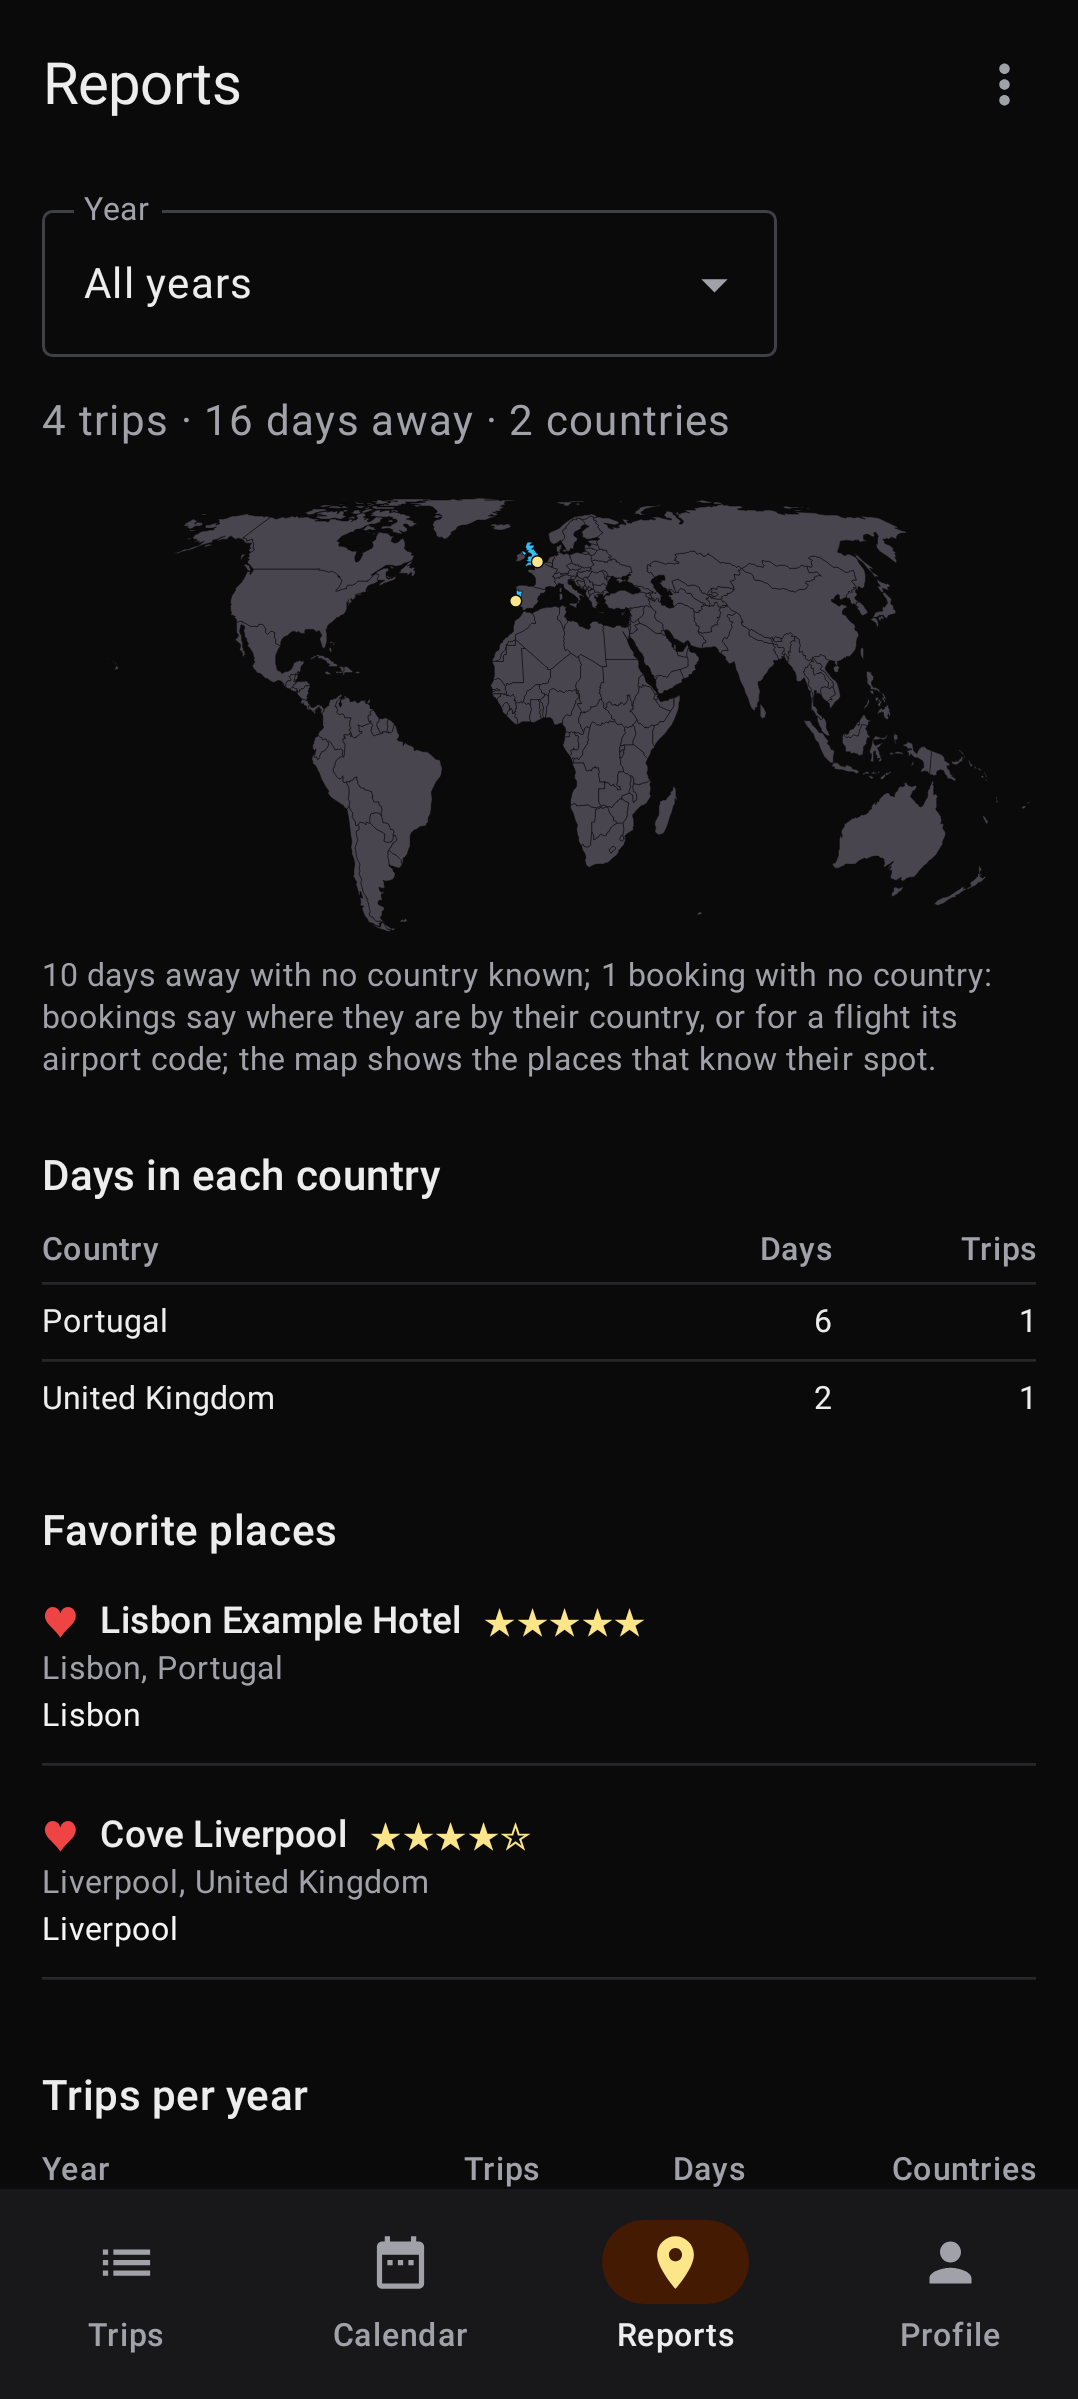 Reports
Year
All years
4 trips · 16 days away · 2 countries
10 days away with no country known; 1 booking with no country:
bookings say where they are by their country, or for a flight its
airport code; the map shows the places that know their spot.
Days in each country
Country Days Trips
Portugal 6 1
United Kingdom 2 1
Favorite places
Lisbon Example Hotel ★★★★★
Lisbon, Portugal
Lisbon
Cove Liverpool ★★★★☆
Liverpool, United Kingdom
Liverpool
Trips per year
Year Trips Days Countries
Trips Calendar Reports Profile